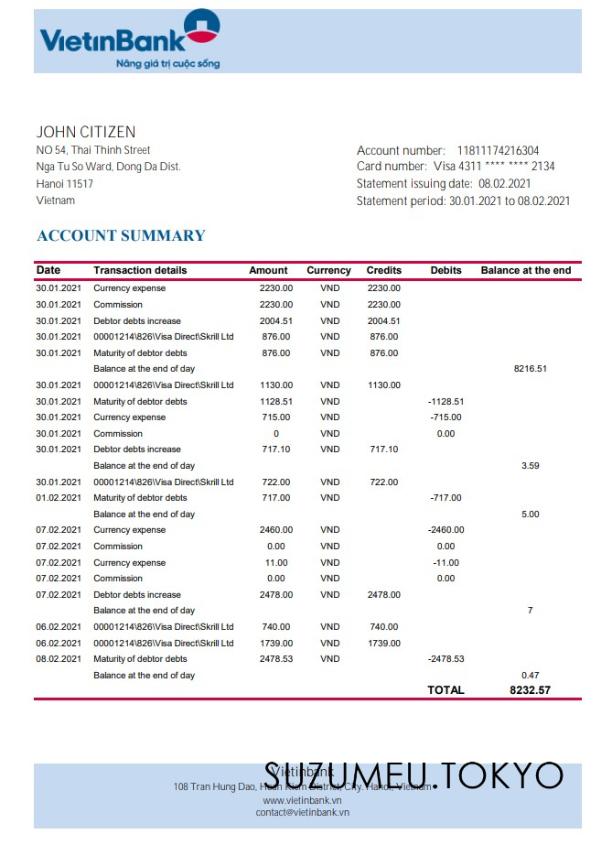 VietinBank
Nâng giá trị cuộc sống
JOHN CITIZEN
NO 54, Thai Thinh Street
Nga Tu So Ward, Dong Da Dist.
Hanoi 11517
Vietnam
Account number: 11811174216304
Card number: Visa 4311 **** **** 2134
Statement issuing date: 08.02.2021
Statement period: 30.01.2021 to 08.02.2021
ACCOUNT SUMMARY
Date Transaction details Amount Currency Credits Debits Balance at the end
30.01.2021 Currency expense 2230.00 VND 2230.00
30.01.2021 Commission 2230.00 VND 2230.00
30.01.2021 Debtor debts increase 2004.51 VND 2004.51
30.01.2021 00001214\826\Visa Direct\Skrill Ltd 876.00 VND 876.00
30.01.2021 Maturity of debtor debts 876.00 VND 876.00
Balance at the end of day 8216.51
30.01.2021 00001214\826\Visa Direct\Skrill Ltd 1130.00 VND 1130.00
30.01.2021 Maturity of debtor debts 1128.51 VND -1128.51
30.01.2021 Currency expense 715.00 VND -715.00
30.01.2021 Commission 0 VND 0.00
30.01.2021 Debtor debts increase 717.10 VND 717.10
Balance at the end of day 3.59
30.01.2021 00001214\826\Visa Direct\Skrill Ltd 722.00 VND 722.00
01.02.2021 Maturity of debtor debts 717.00 VND -717.00
Balance at the end of day 5.00
07.02.2021 Currency expense 2460.00 VND -2460.00
07.02.2021 Commission 0.00 VND 0.00
07.02.2021 Currency expense 11.00 VND -11.00
07.02.2021 Commission 0.00 VND 0.00
07.02.2021 Debtor debts increase 2478.00 VND 2478.00
Balance at the end of day 7
06.02.2021 00001214\826\Visa Direct\Skrill Ltd 740.00 VND 740.00
06.02.2021 00001214\826\Visa Direct\Skrill Ltd 1739.00 VND 1739.00
08.02.2021 Maturity of debtor debts 2478.53 VND -2478.53
Balance at the end of day 0.47
TOTAL 8232.57
Vietinbank
SUZUMEU.TOKYO
108 Tran Hung Dao, Hoan Kiem District, City. Hanoi, Vietnam
www.vietinbank.vn
contact@vietinbank.vn